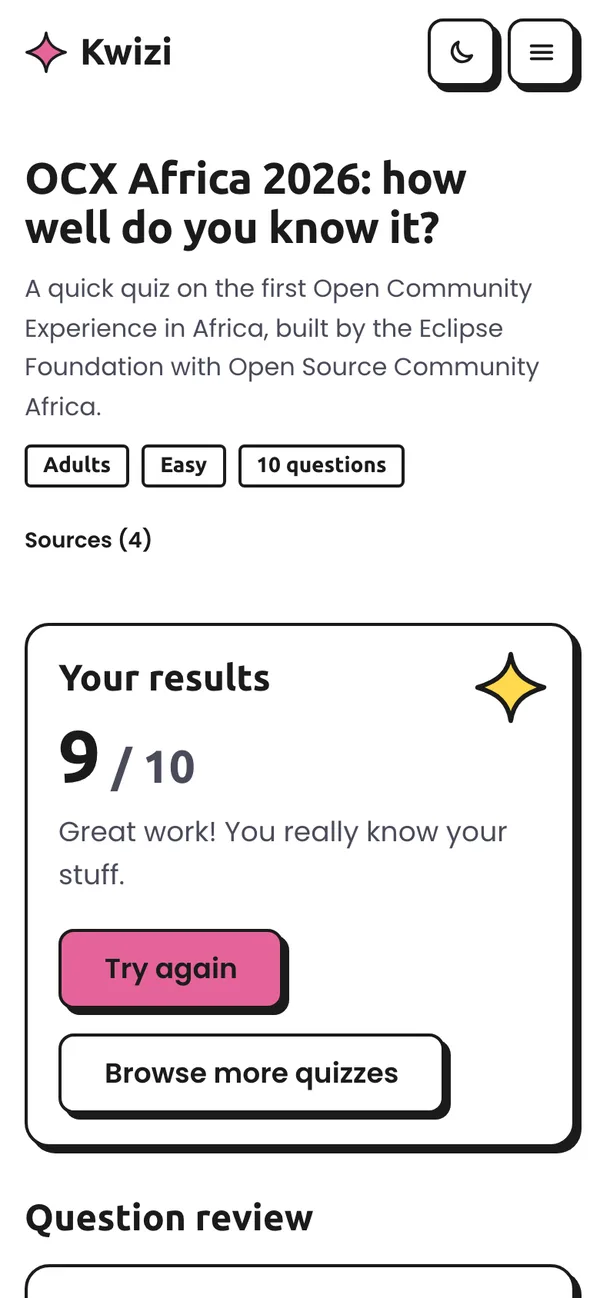 Kwizi
OCX Africa 2026: how
well do you know it?
A quick quiz on the first Open Community
Experience in Africa, built by the Eclipse
Foundation with Open Source Community
Africa.
Adults Easy 10 questions
Sources (4)
Your results
9 / 10
Great work! You really know your
stuff.
Try again
Browse more quizzes
Question review